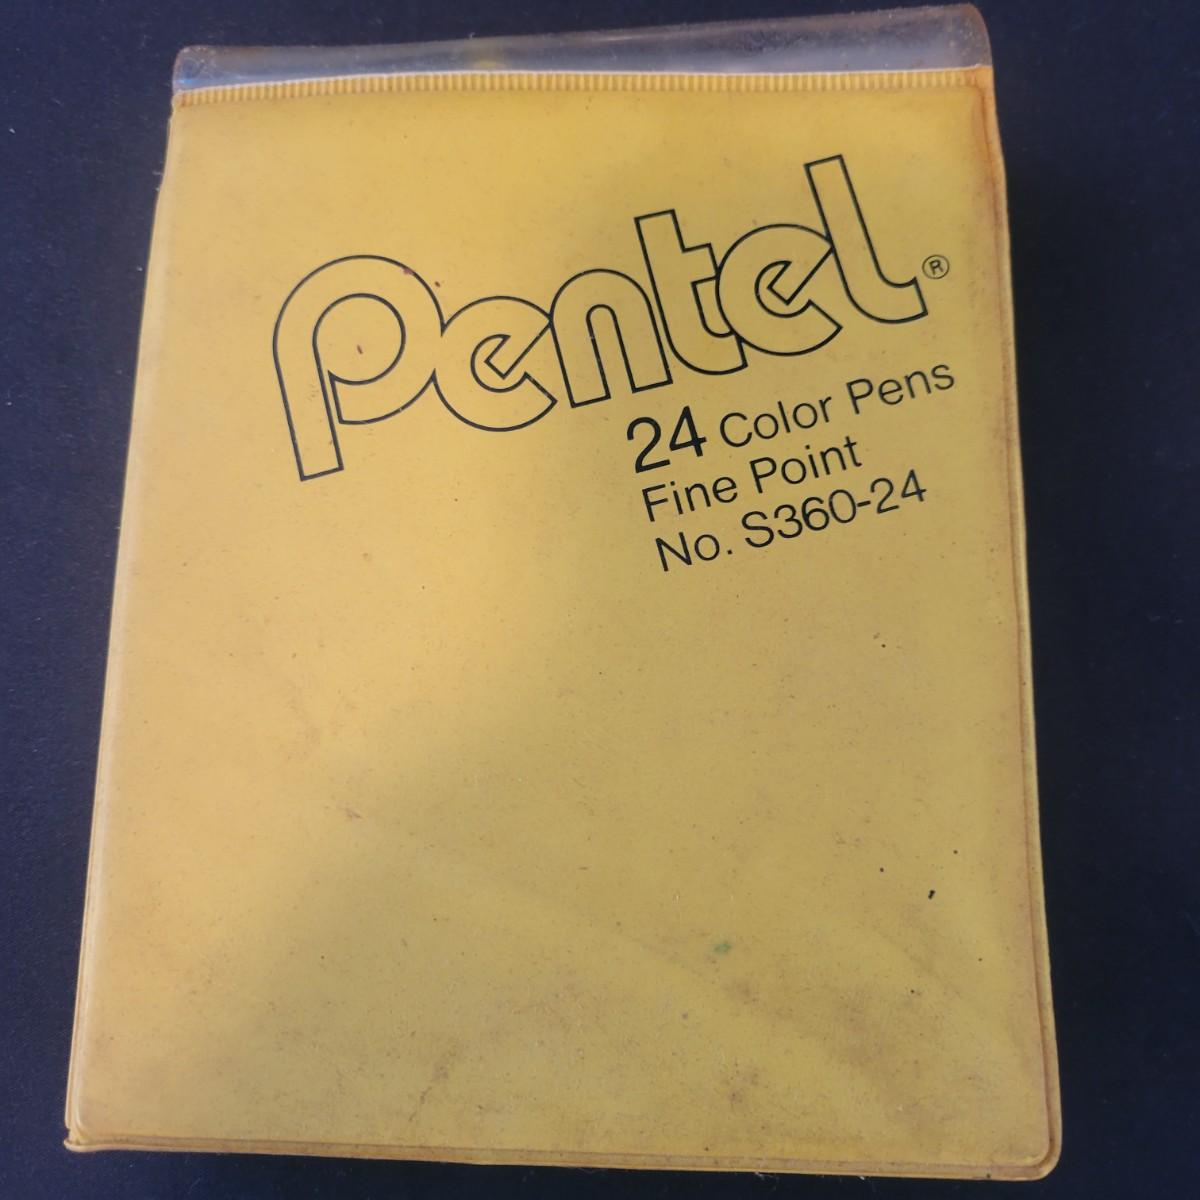 Pentel®
24 Color Pens
Fine Point
No. S360-24